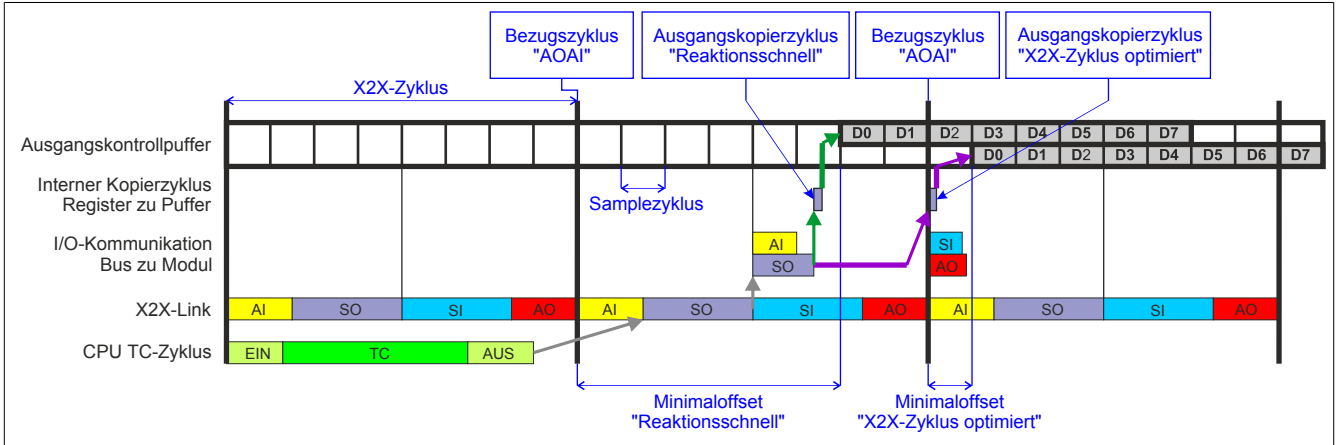 Bezugszyklus
"AOAI"
Ausgangskopierzyklus
"Reaktionsschnell"
Bezugszyklus
"AOAI"
Ausgangskopierzyklus
"X2X-Zyklus optimiert"
X2X-Zyklus
Ausgangskontrollpuffer
D0 D1 D2 D3 D4 D5 D6 D7
D0 D1 D2 D3 D4 D5 D6 D7
Interner Kopierzyklus
Register zu Puffer
Samplezyklus
I/O-Kommunikation
Bus zu Modul
AI SI
SO AO
X2X-Link AI SO SI AO AI SO SI AO AI SO SI AO
CPU TC-Zyklus EIN TC AUS
Minimaloffset
"Reaktionsschnell"
Minimaloffset
"X2X-Zyklus optimiert"